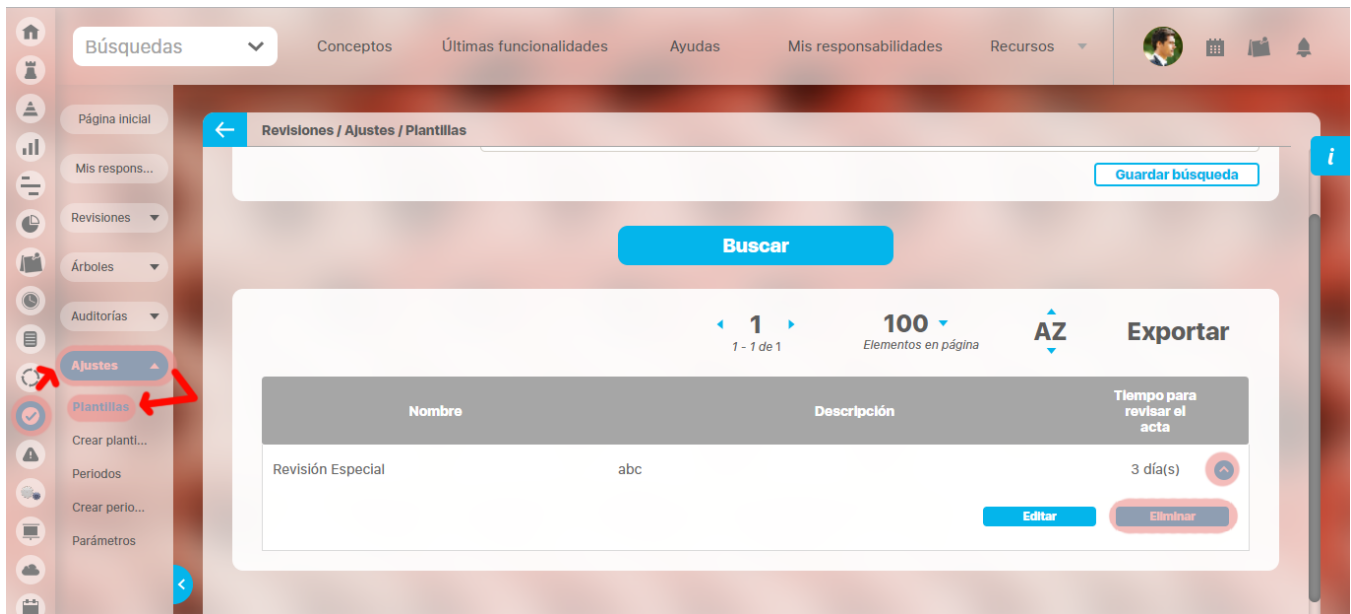 Búsquedas
Conceptos
Últimas funcionalidades
Ayudas
Mis responsabilidades
Recursos
Página inicial
Mis respons...
Revisiones
Árboles
Auditorías
Ajustes
Plantillas
Crear planti...
Periodos
Crear perio...
Parámetros
Revisiones / Ajustes / Plantillas
i
Guardar búsqueda
Buscar
1
1 - 1 de 1
100
Elementos en página
AZ
Exportar
Nombre
Descripción
Tiempo para
revisar el
acta
Revisión Especial
abc
3 día(s)
Editar
Eliminar